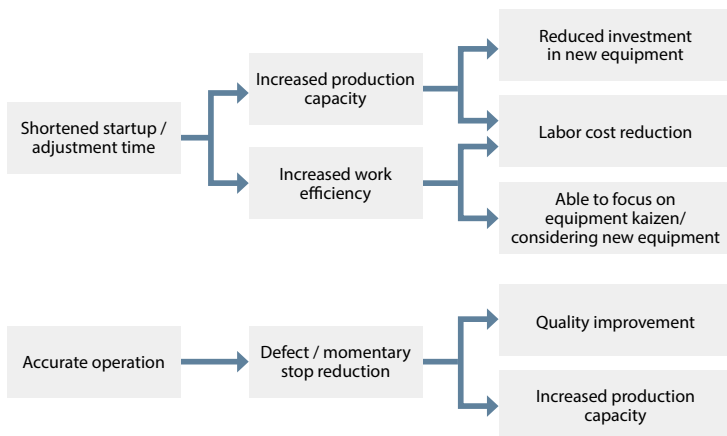 Shortened startup /
adjustment time
Increased production
capacity
Increased work
efficiency
Reduced investment
in new equipment
Labor cost reduction
Able to focus on
equipment kaizen/
considering new equipment
Accurate operation
Defect / momentary
stop reduction
Quality improvement
Increased production
capacity